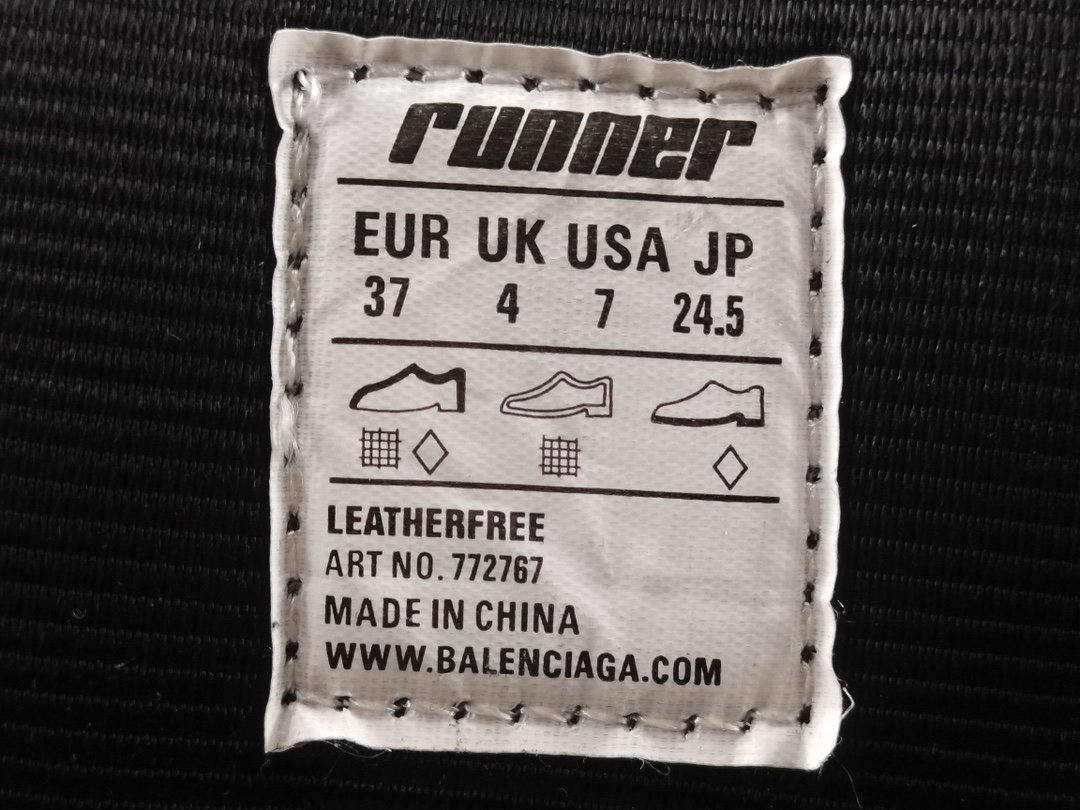 runner
EUR UK USA JP
37 4 7 24.5
LEATHERFREE
ART NO. 772767
MADE IN CHINA
WWW.BALENCIAGA.COM